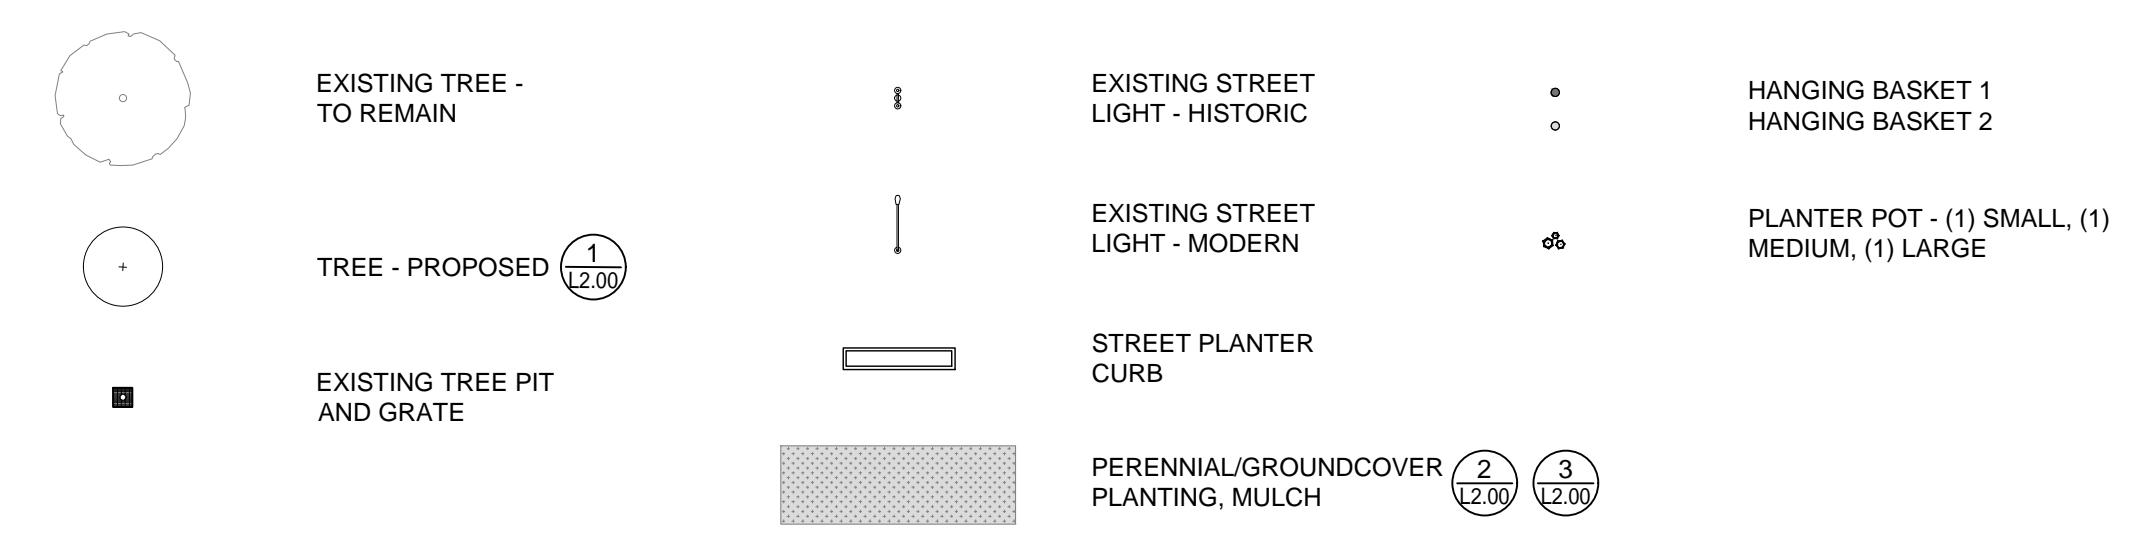 EXISTING TREE -
TO REMAIN
TREE - PROPOSED 1
L2.00
EXISTING TREE PIT
AND GRATE
EXISTING STREET
LIGHT - HISTORIC
EXISTING STREET
LIGHT - MODERN
STREET PLANTER
CURB
PERENNIAL/GROUNDCOVER
PLANTING, MULCH
2
L2.00
3
L2.00
HANGING BASKET 1
HANGING BASKET 2
PLANTER POT - (1) SMALL, (1)
MEDIUM, (1) LARGE